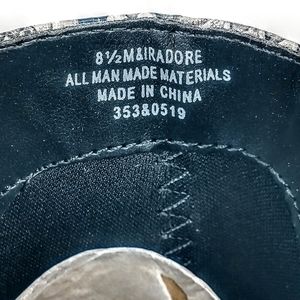 8½M&IRADORE
ALL MAN MADE MATERIALS
MADE IN CHINA
353&0519